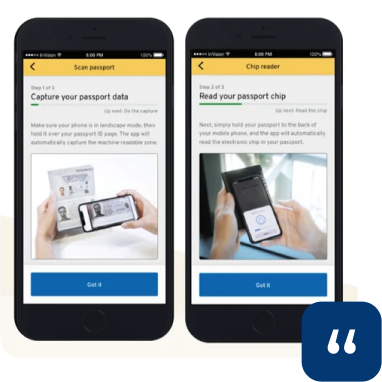 8:00 PM 100%
Scan passport
Step 1 of 3
Capture your passport data
Up next: Do the capture
Make sure your phone is in landscape mode, then
hold it over your passport ID page. The app will
automatically capture the machine readable zone.
Got it
8:00 PM 100%
Chip reader
Step 2 of 3
Read your passport chip
Up next: Read the chip
Next, simply hold your passport to the back of
your mobile phone, and the app will automatically
read the electronic chip in your passport.
Got it
“